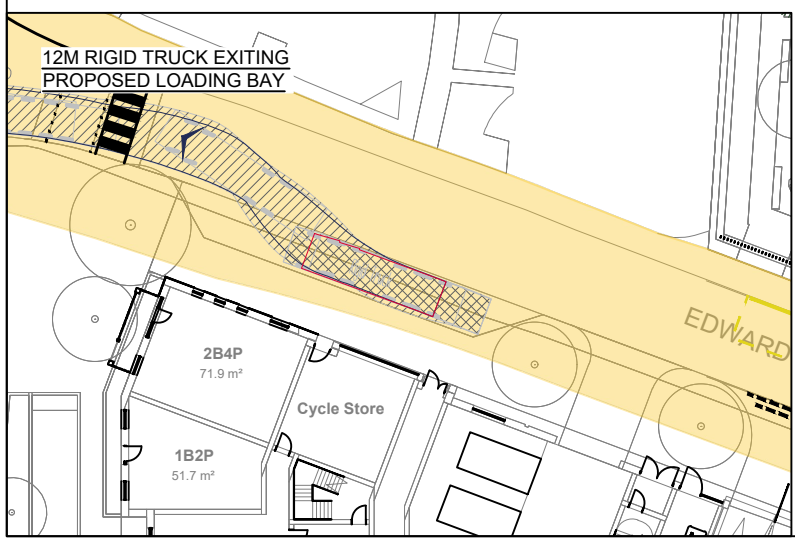 12M RIGID TRUCK EXITING
PROPOSED LOADING BAY
EDWARD
2B4P
71.9 m²
Cycle Store
1B2P
51.7 m²